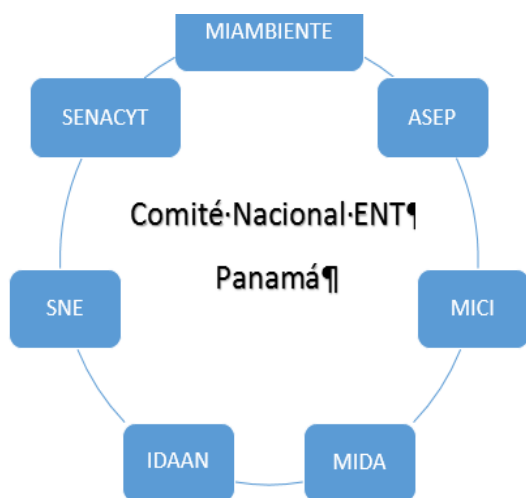 MIAMBIENTE
SENACYT
ASEP
Comité·Nacional·ENT¶
Panamá¶
SNE
MICI
IDAAN
MIDA